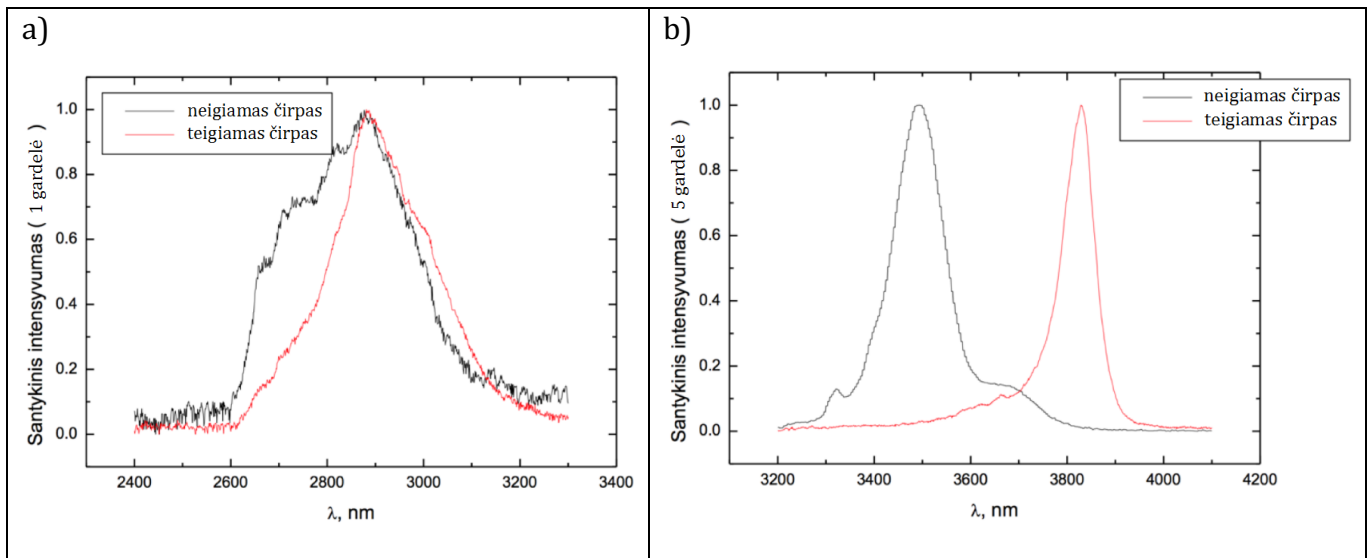 a)
neigiamas čirpas
teigiamas čirpas
Santykinis intensyvumas ( 1 gardelė )
1.0
0.8
0.6
0.4
0.2
0.0
2400 2600 2800 3000 3200 3400
λ, nm
b)
neigiamas čirpas
teigiamas čirpas
Santykinis intensyvumas ( 5 gardelė )
1.0
0.8
0.6
0.4
0.2
0.0
3200 3400 3600 3800 4000 4200
λ, nm